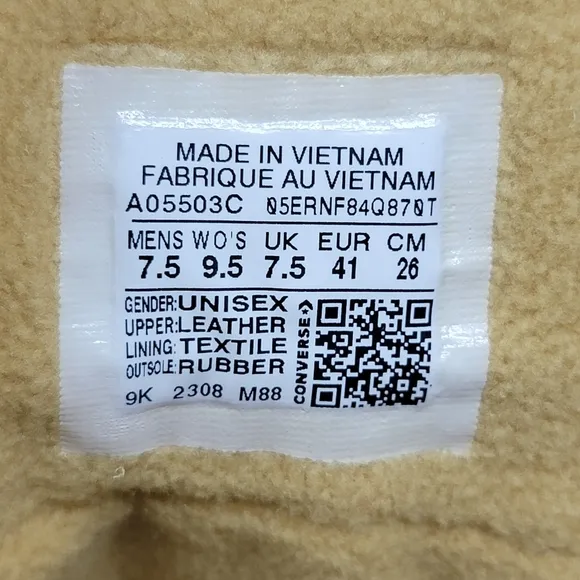 MADE IN VIETNAM
FABRIQUE AU VIETNAM
A05503C 05ERNF84Q870T
MENS WO'S UK EUR CM
7.5 9.5 7.5 41 26
GENDER: UNISEX
UPPER: LEATHER
LINING: TEXTILE
OUTSOLE: RUBBER
9K 2308 M88
CONVERSE